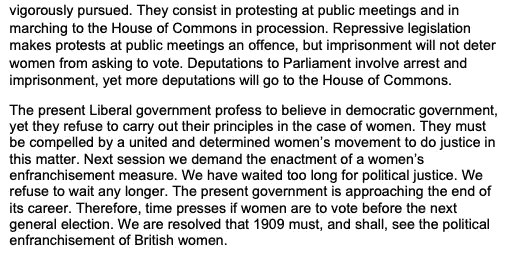 vigorously pursued. They consist in protesting at public meetings and in
marching to the House of Commons in procession. Repressive legislation
makes protests at public meetings an offence, but imprisonment will not deter
women from asking to vote. Deputations to Parliament involve arrest and
imprisonment, yet more deputations will go to the House of Commons.
The present Liberal government profess to believe in democratic government,
yet they refuse to carry out their principles in the case of women. They must
be compelled by a united and determined women's movement to do justice in
this matter. Next session we demand the enactment of a women's
enfranchisement measure. We have waited too long for political justice. We
refuse to wait any longer. The present government is approaching the end of
its career. Therefore, time presses if women are to vote before the next
general election. We are resolved that 1909 must, and shall, see the political
enfranchisement of British women.